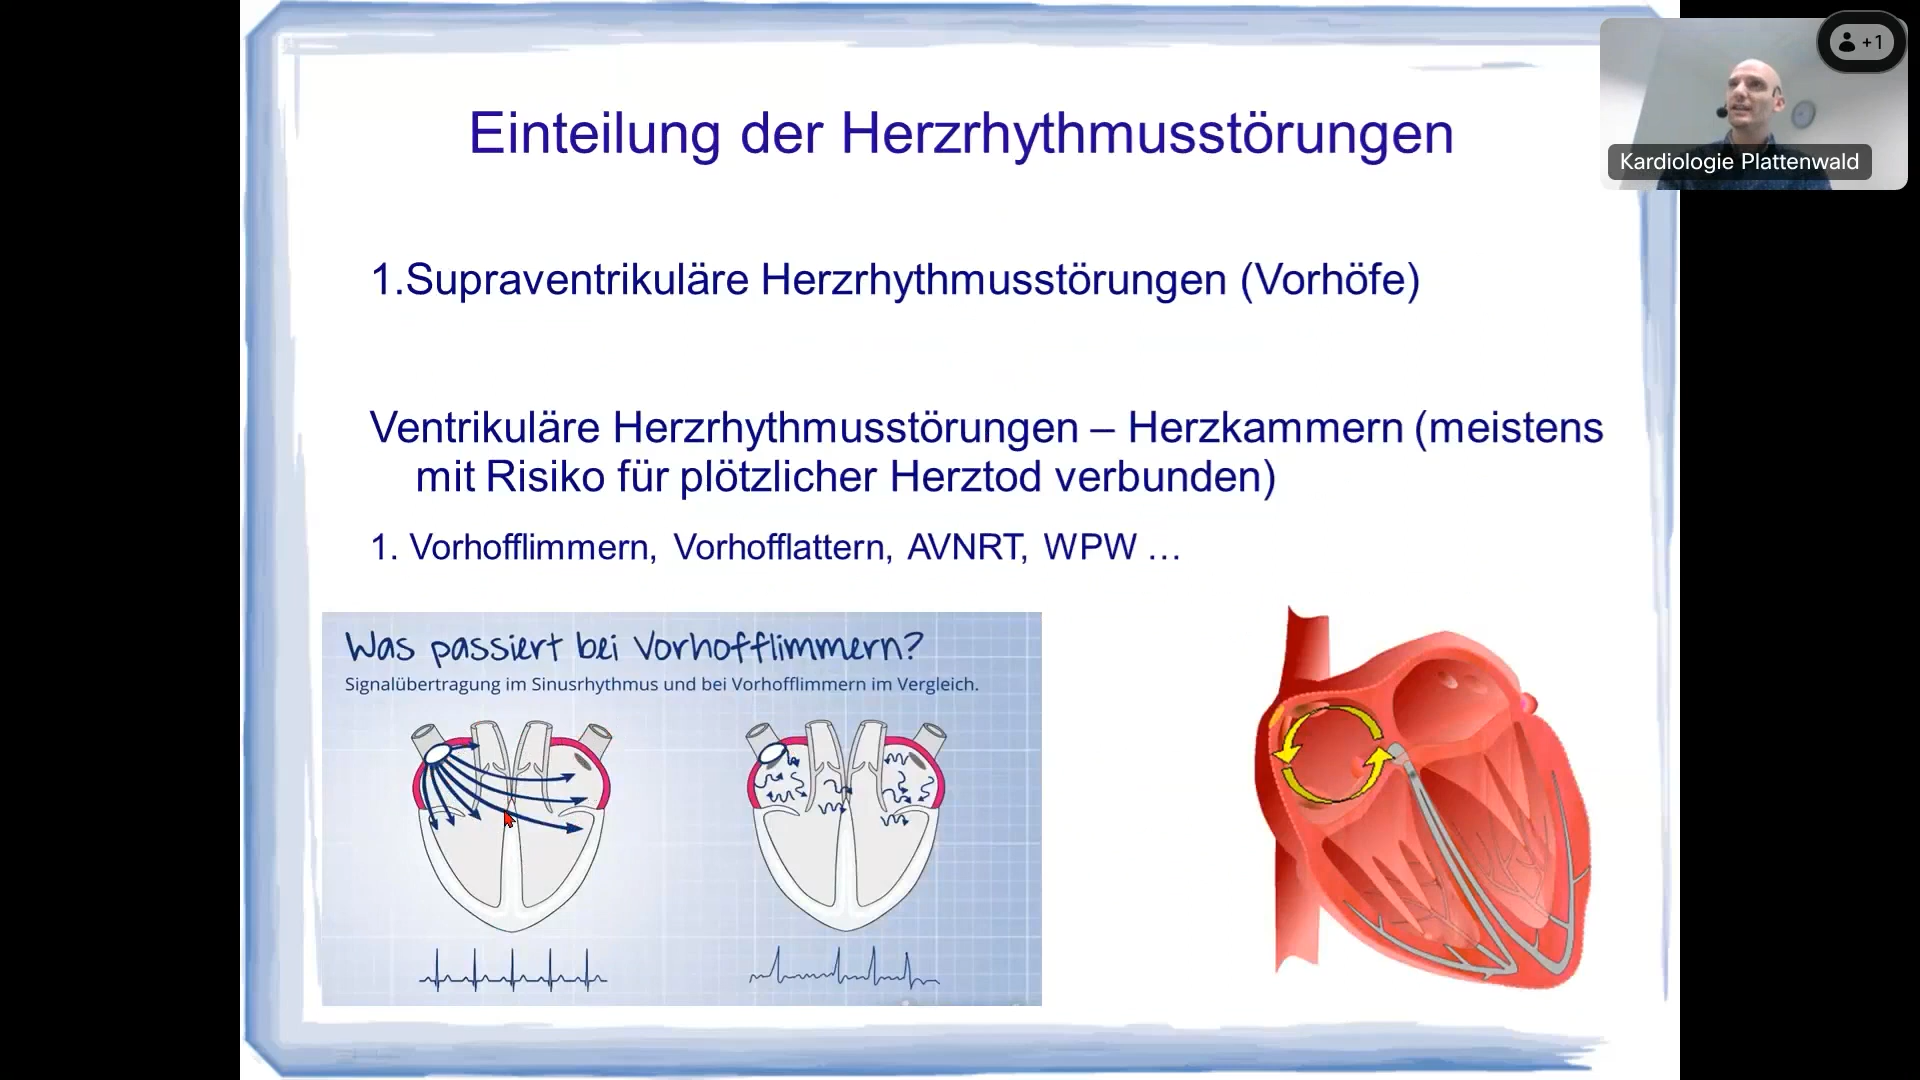 Einteilung der Herzrhythmusstörungen
+1
Kardiologie Plattenwald
1.Supraventrikuläre Herzrhythmusstörungen (Vorhöfe)
Ventrikuläre Herzrhythmusstörungen – Herzkammern (meistens
mit Risiko für plötzlicher Herztod verbunden)
1. Vorhofflimmern, Vorhofflattern, AVNRT, WPW …
Was passiert bei Vorhofflimmern?
Signalübertragung im Sinusrhythmus und bei Vorhofflimmern im Vergleich.